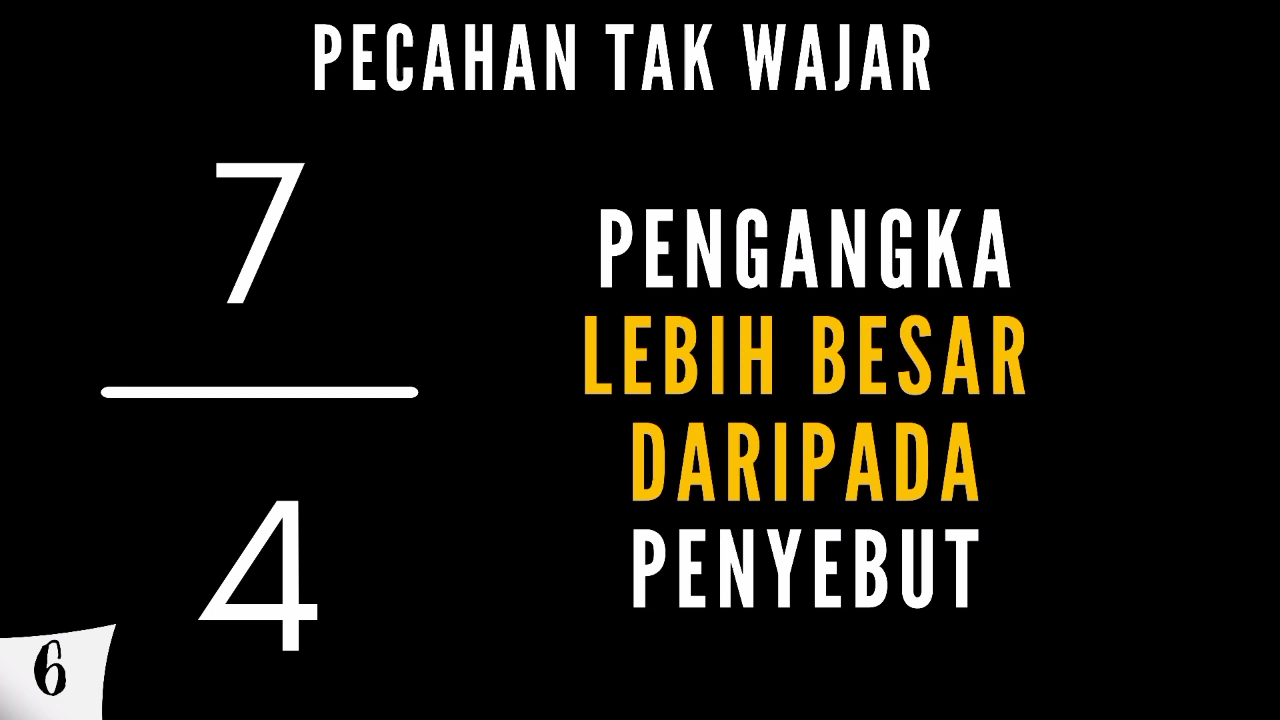 PECAHAN TAK WAJAR
7
4
PENGANGKA
LEBIH BESAR
DARIPADA
PENYEBUT
6